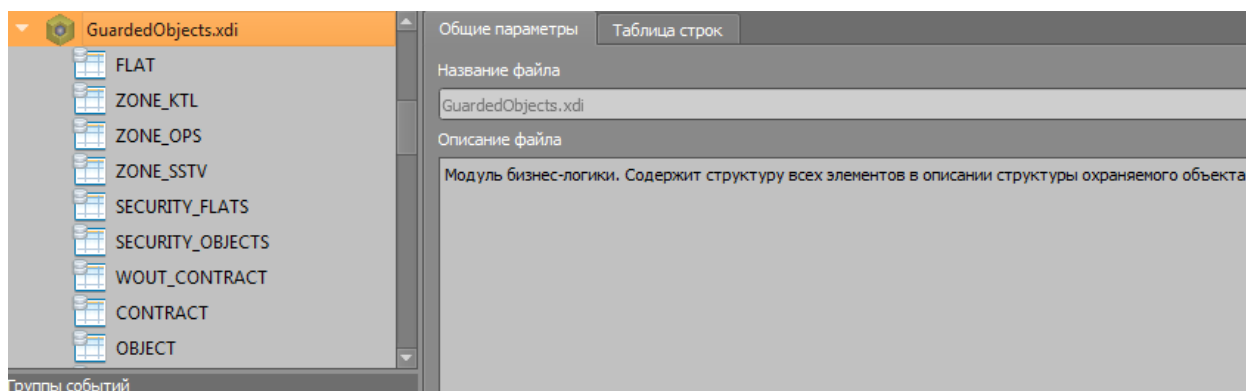 GuardedObjects.xdi
FLAT
ZONE_KTL
ZONE_OPS
ZONE_SSTV
SECURITY_FLATS
SECURITY_OBJECTS
WOUT_CONTRACT
CONTRACT
OBJECT
Группы событий
Общие параметры
Таблица строк
Название файла
GuardedObjects.xdi
Описание файла
Модуль бизнес-логики. Содержит структуру всех элементов в описании структуры охраняемого объекта